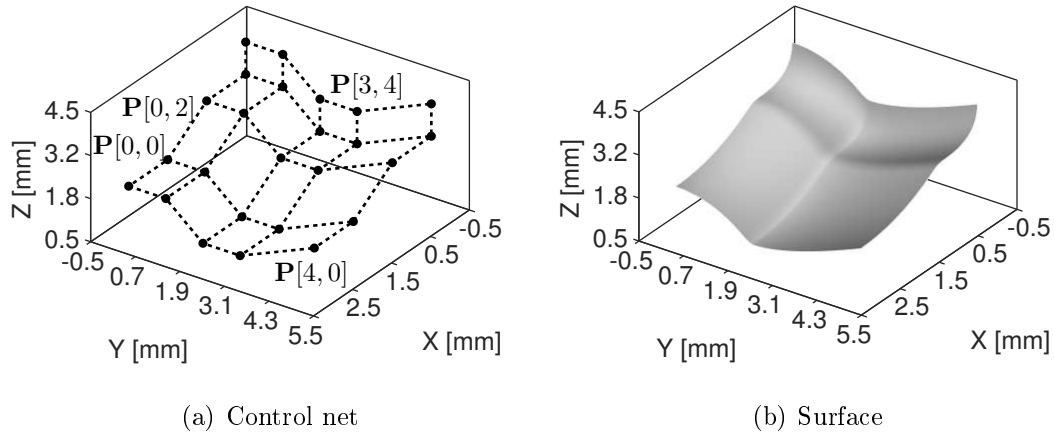 4.5
3.2
1.8
0.5
Z [mm]
-0.5
0.7
1.9
3.1
4.3
5.5
Y [mm]
2.5
1.5
0.5
-0.5
X [mm]
P[0, 2]
P[3, 4]
P[0, 0]
P[4, 0]
(a) Control net
4.5
3.2
1.8
0.5
Z [mm]
-0.5
0.7
1.9
3.1
4.3
5.5
Y [mm]
2.5
1.5
0.5
-0.5
X [mm]
(b) Surface